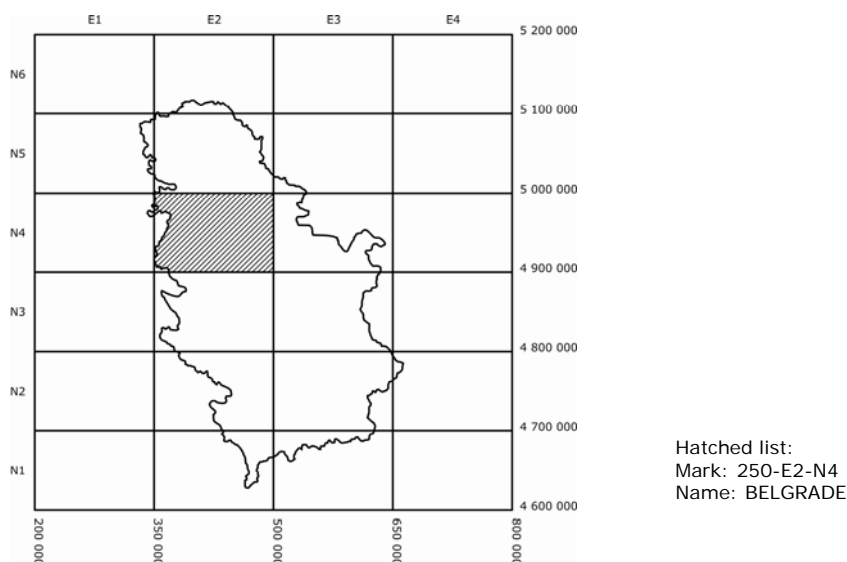 E1 E2 E3 E4
5 200 000
N6
5 100 000
N5
5 000 000
N4
4 900 000
N3
4 800 000
N2
4 700 000
N1
4 600 000
200 000
350 000
500 000
650 000
800 000
Hatched list:
Mark: 250-E2-N4
Name: BELGRADE